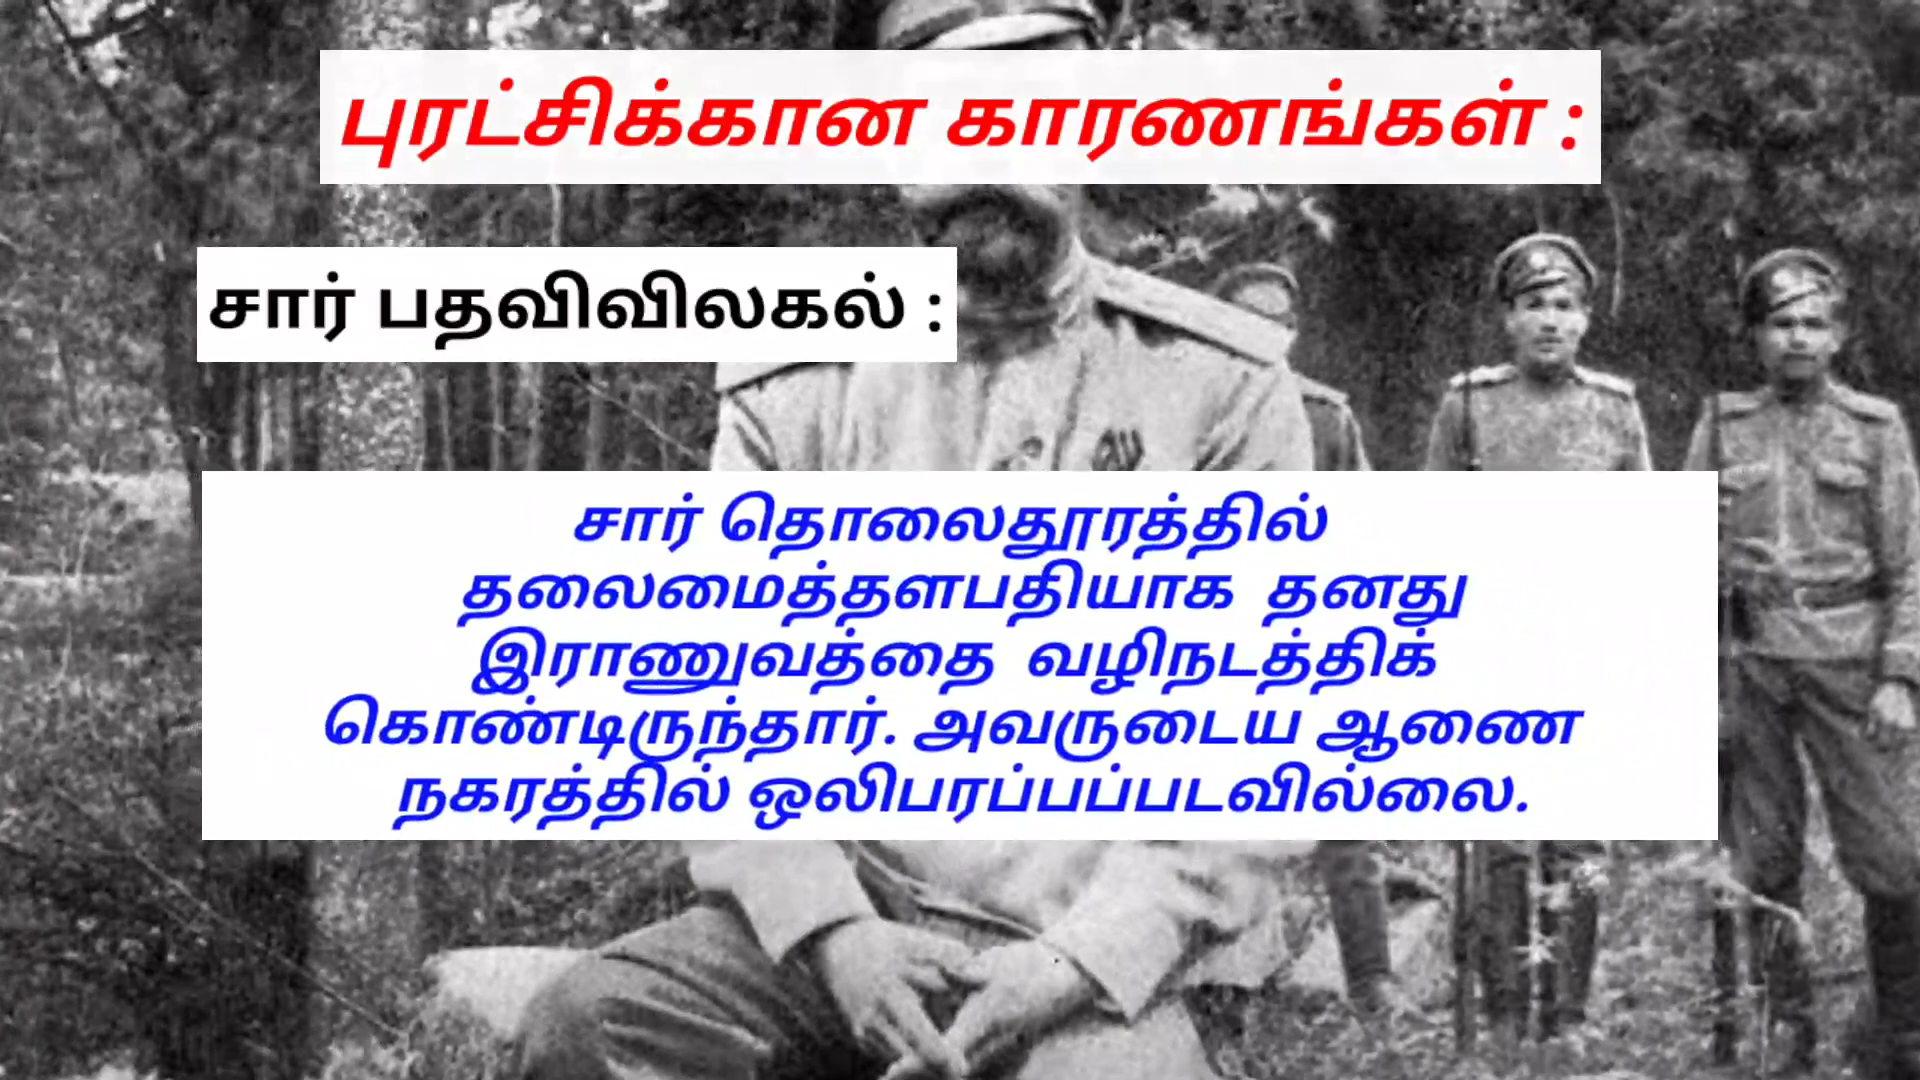 புரட்சிக்கான காரணங்கள் :
சார் பதவிவிலகல் :
சார் தொலைதூரத்தில்
தலைமைத்தளபதியாக தனது
இராணுவத்தை வழிநடத்திக்
கொண்டிருந்தார். அவருடைய ஆணை
நகரத்தில் ஒலிபரப்பப்படவில்லை.